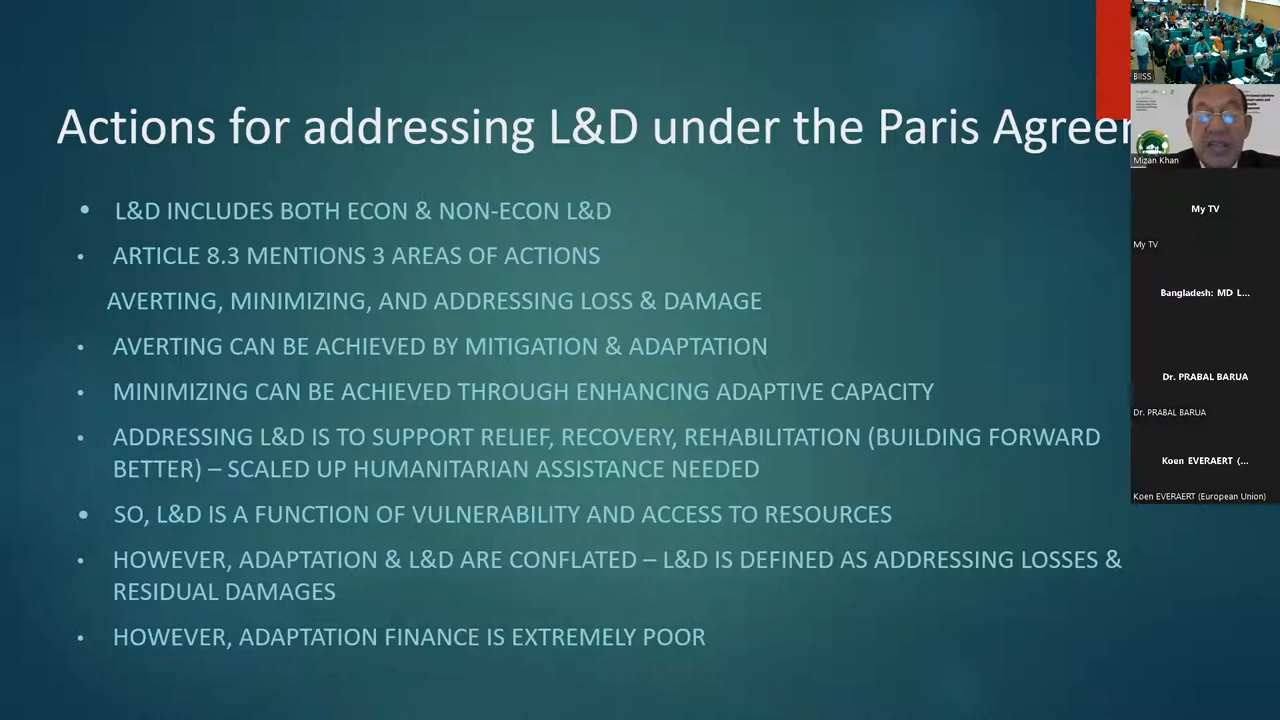 Actions for addressing L&D under the Paris Agreer
• L&D INCLUDES BOTH ECON & NON-ECON L&D
• ARTICLE 8.3 MENTIONS 3 AREAS OF ACTIONS
AVERTING, MINIMIZING, AND ADDRESSING LOSS & DAMAGE
• AVERTING CAN BE ACHIEVED BY MITIGATION & ADAPTATION
• MINIMIZING CAN BE ACHIEVED THROUGH ENHANCING ADAPTIVE CAPACITY
• ADDRESSING L&D IS TO SUPPORT RELIEF, RECOVERY, REHABILITATION (BUILDING FORWARD
BETTER) – SCALED UP HUMANITARIAN ASSISTANCE NEEDED
• SO, L&D IS A FUNCTION OF VULNERABILITY AND ACCESS TO RESOURCES
• HOWEVER, ADAPTATION & L&D ARE CONFLATED – L&D IS DEFINED AS ADDRESSING LOSSES &
RESIDUAL DAMAGES
• HOWEVER, ADAPTATION FINANCE IS EXTREMELY POOR
BIISS
Mizan Khan
My TV
My TV
Bangladesh: MD L...
Dr. PRABAL BARUA
Dr. PRABAL BARUA
Koen EVERAERT (...
Koen EVERAERT (European Union)